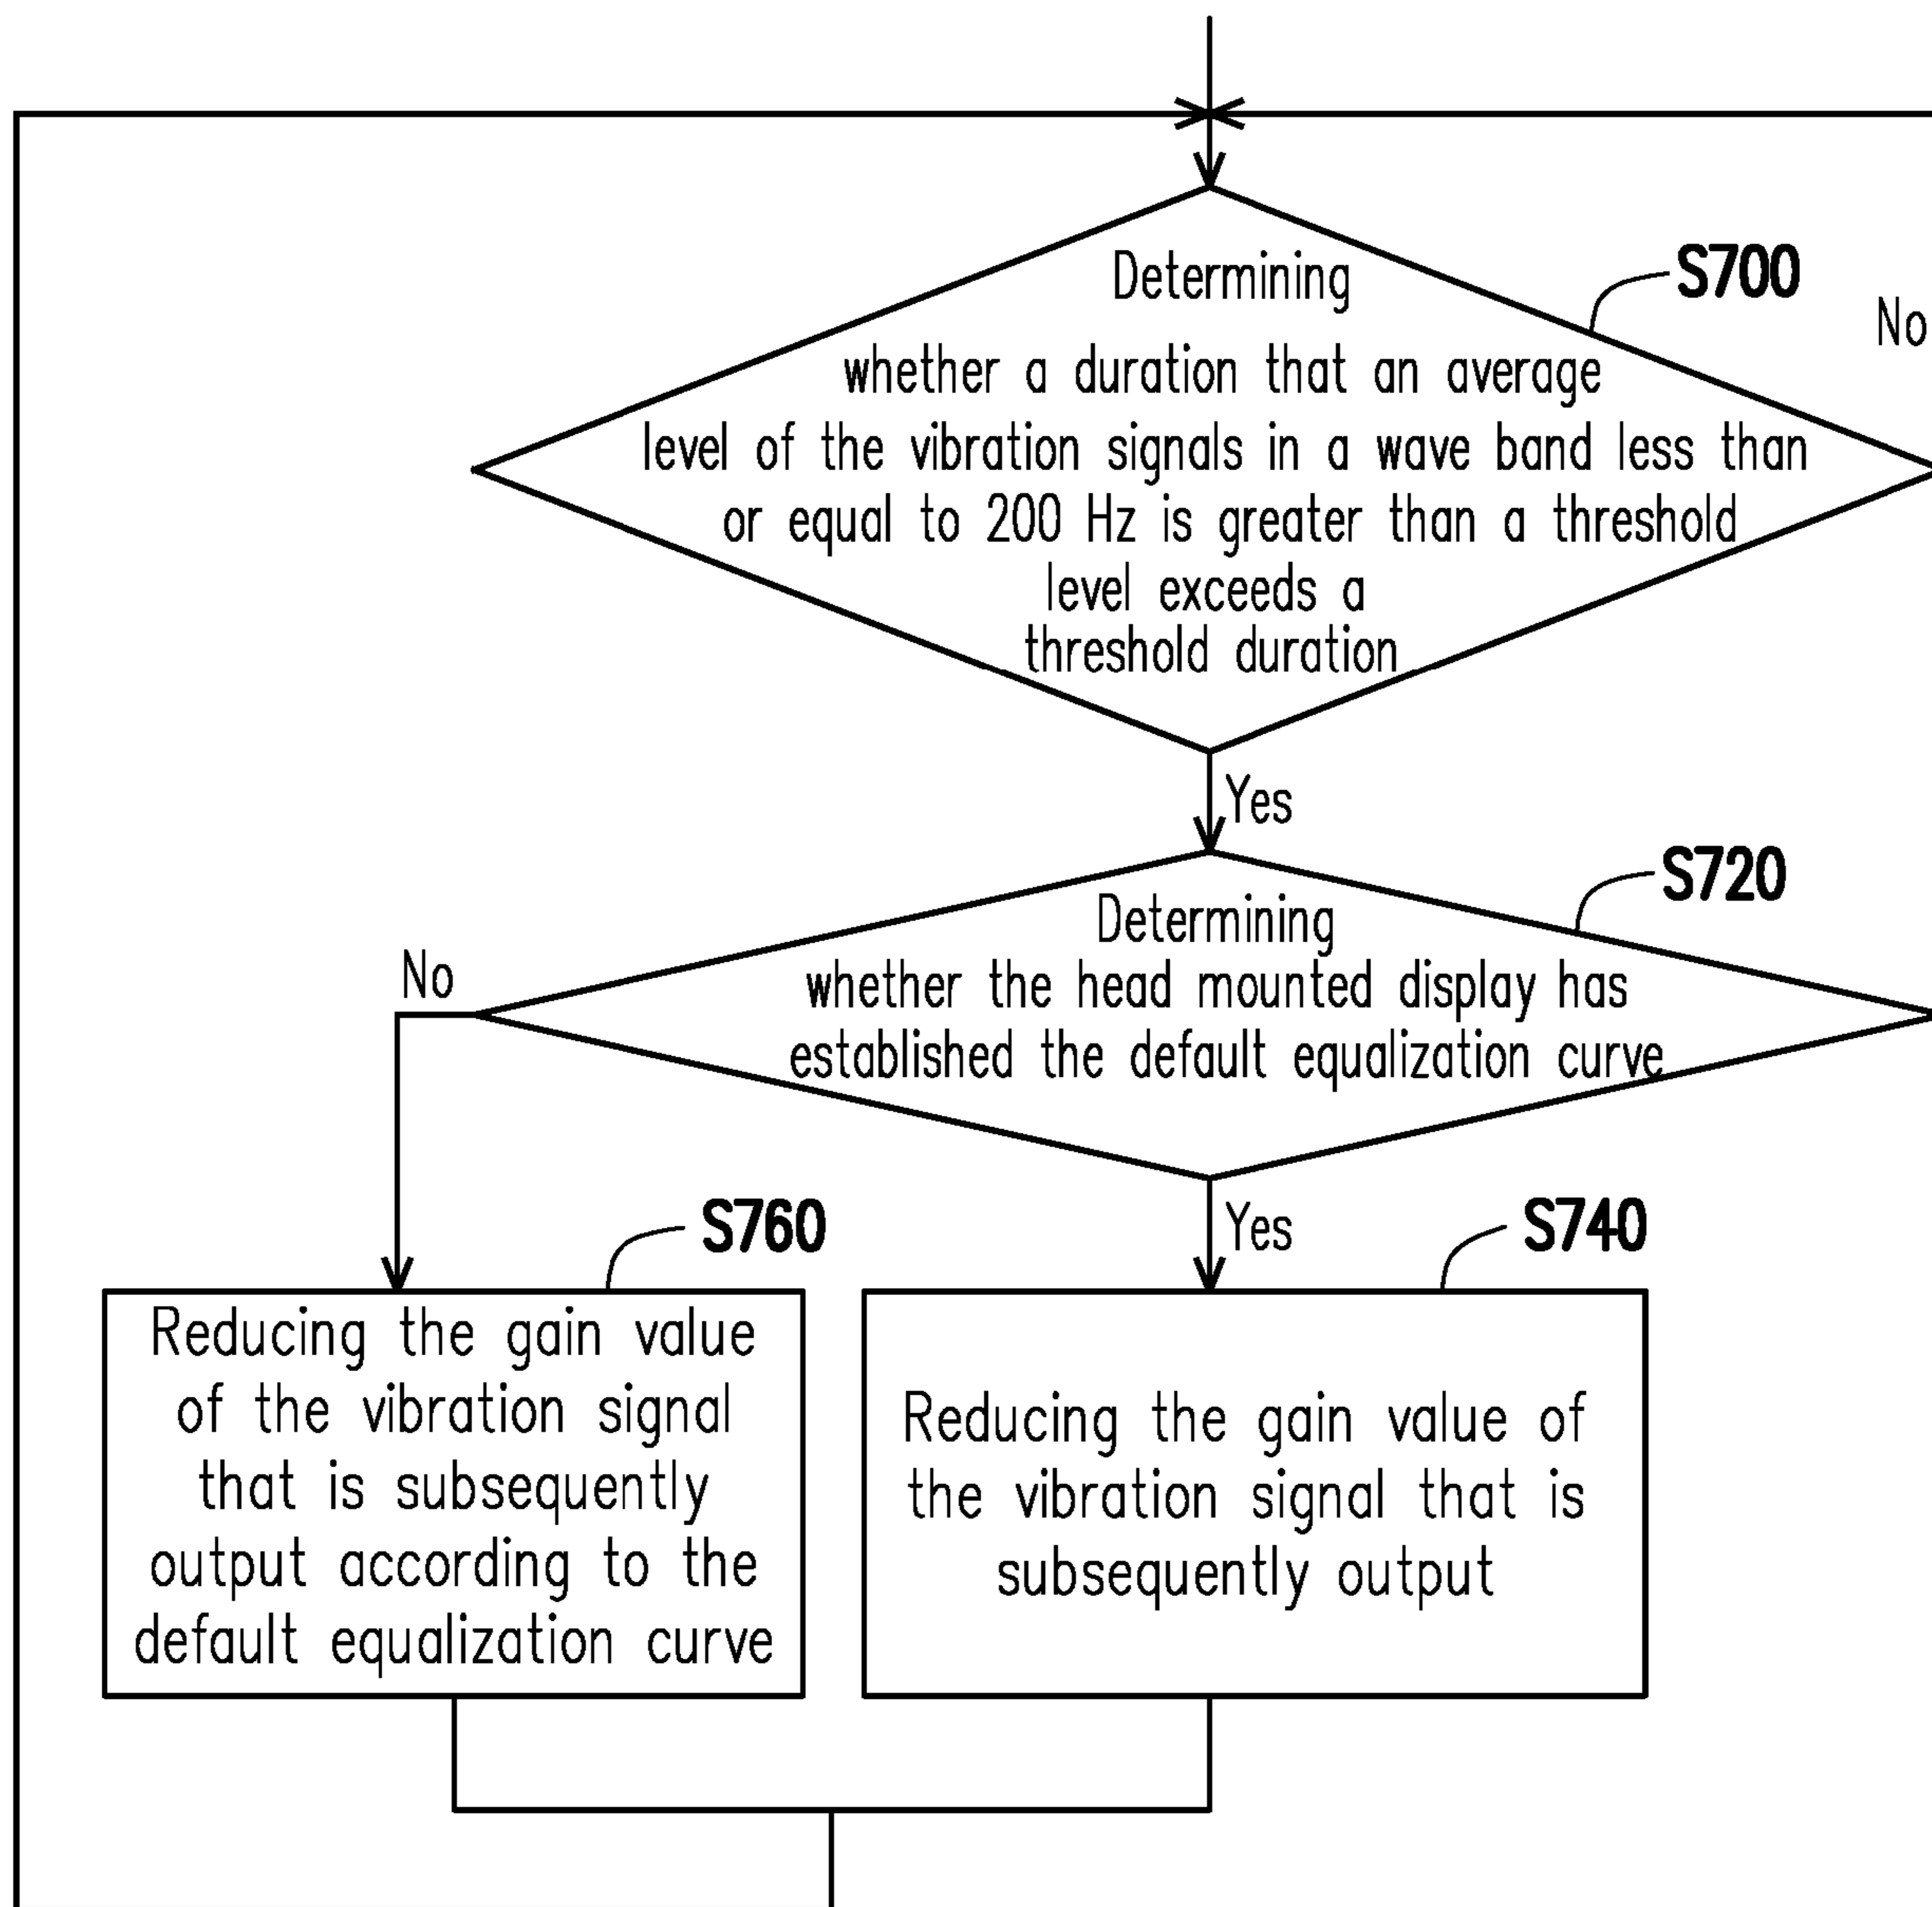 Determining
S700
No
whether a duration that an average
level of the vibration signals in a wave band less than
or equal to 200 Hz is greater than a threshold
level exceeds a
threshold duration
Yes
S720
Determining
whether the head mounted display has
established the default equalization curve
No
S760
Yes
S740
Reducing the gain value
of the vibration signal
that is subsequently
output according to the
default equalization curve
Reducing the gain value of
the vibration signal that is
subsequently output